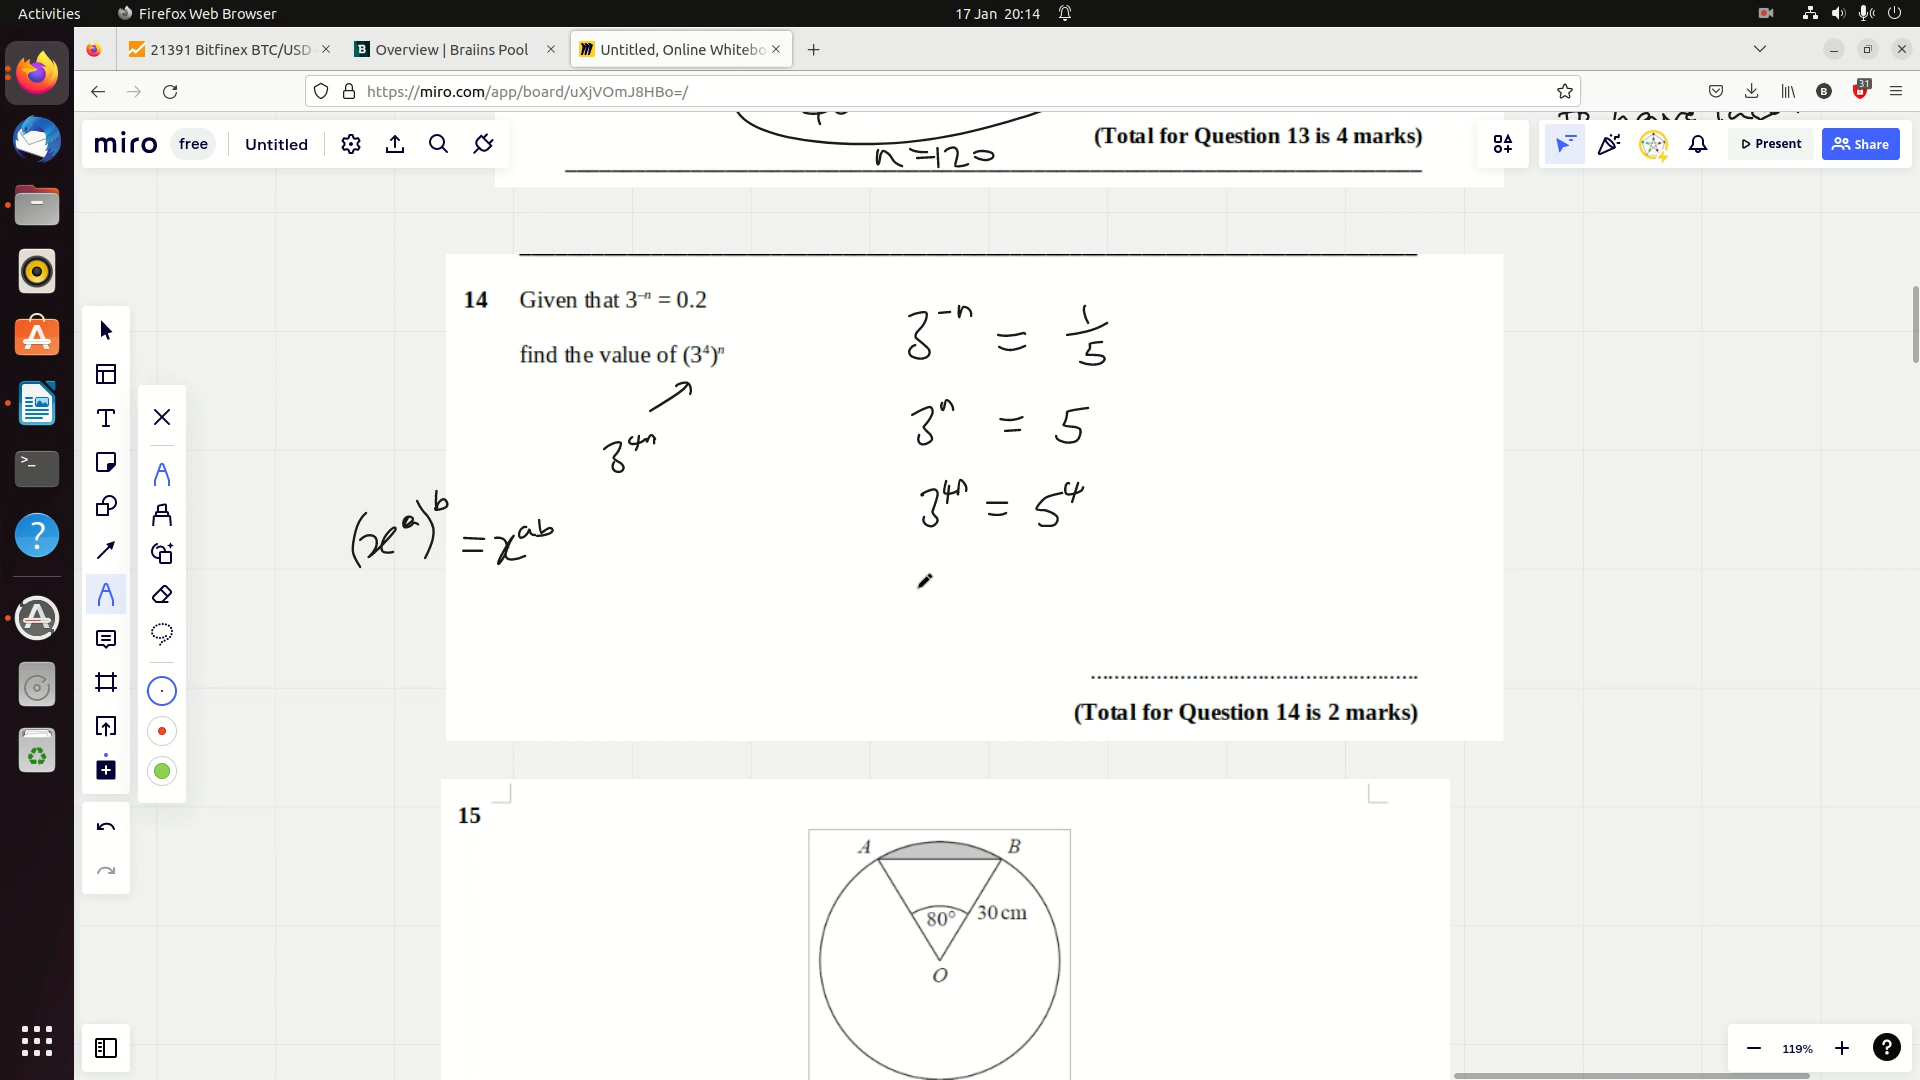 Activities
Firefox Web Browser
17 Jan 20:14
21391 Bitfinex BTC/USD
Overview | Braiins Pool
Untitled, Online Whitebo
https://miro.com/app/board/uXjVOmJ8HBo=/
31
miro
free
Untitled
Present
Share
n=120
(Total for Question 13 is 4 marks)
14 Given that 3⁻ⁿ = 0.2
find the value of (3⁴)ⁿ
3⁴ⁿ
(xᵃ)ᵇ = xᵃᵇ
3⁻ⁿ = 1/5
3ⁿ = 5
3⁴ⁿ = 5⁴
(Total for Question 14 is 2 marks)
15
A
B
80°
30 cm
O
119%